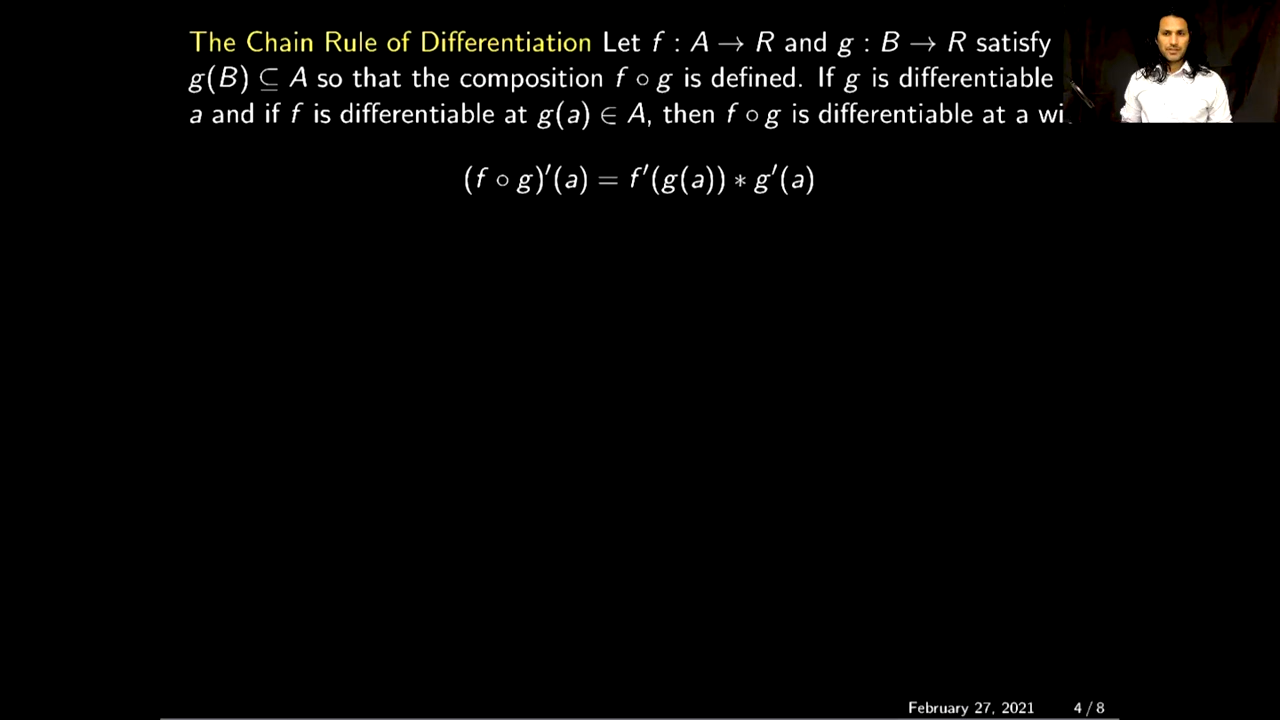 The Chain Rule of Differentiation Let f : A → R and g : B → R satisfy
g(B) ⊆ A so that the composition f ∘ g is defined. If g is differentiable
a and if f is differentiable at g(a) ∈ A, then f ∘ g is differentiable at a
(f ∘ g)′(a) = f′(g(a)) ∗ g′(a)
February 27, 2021 4 / 8